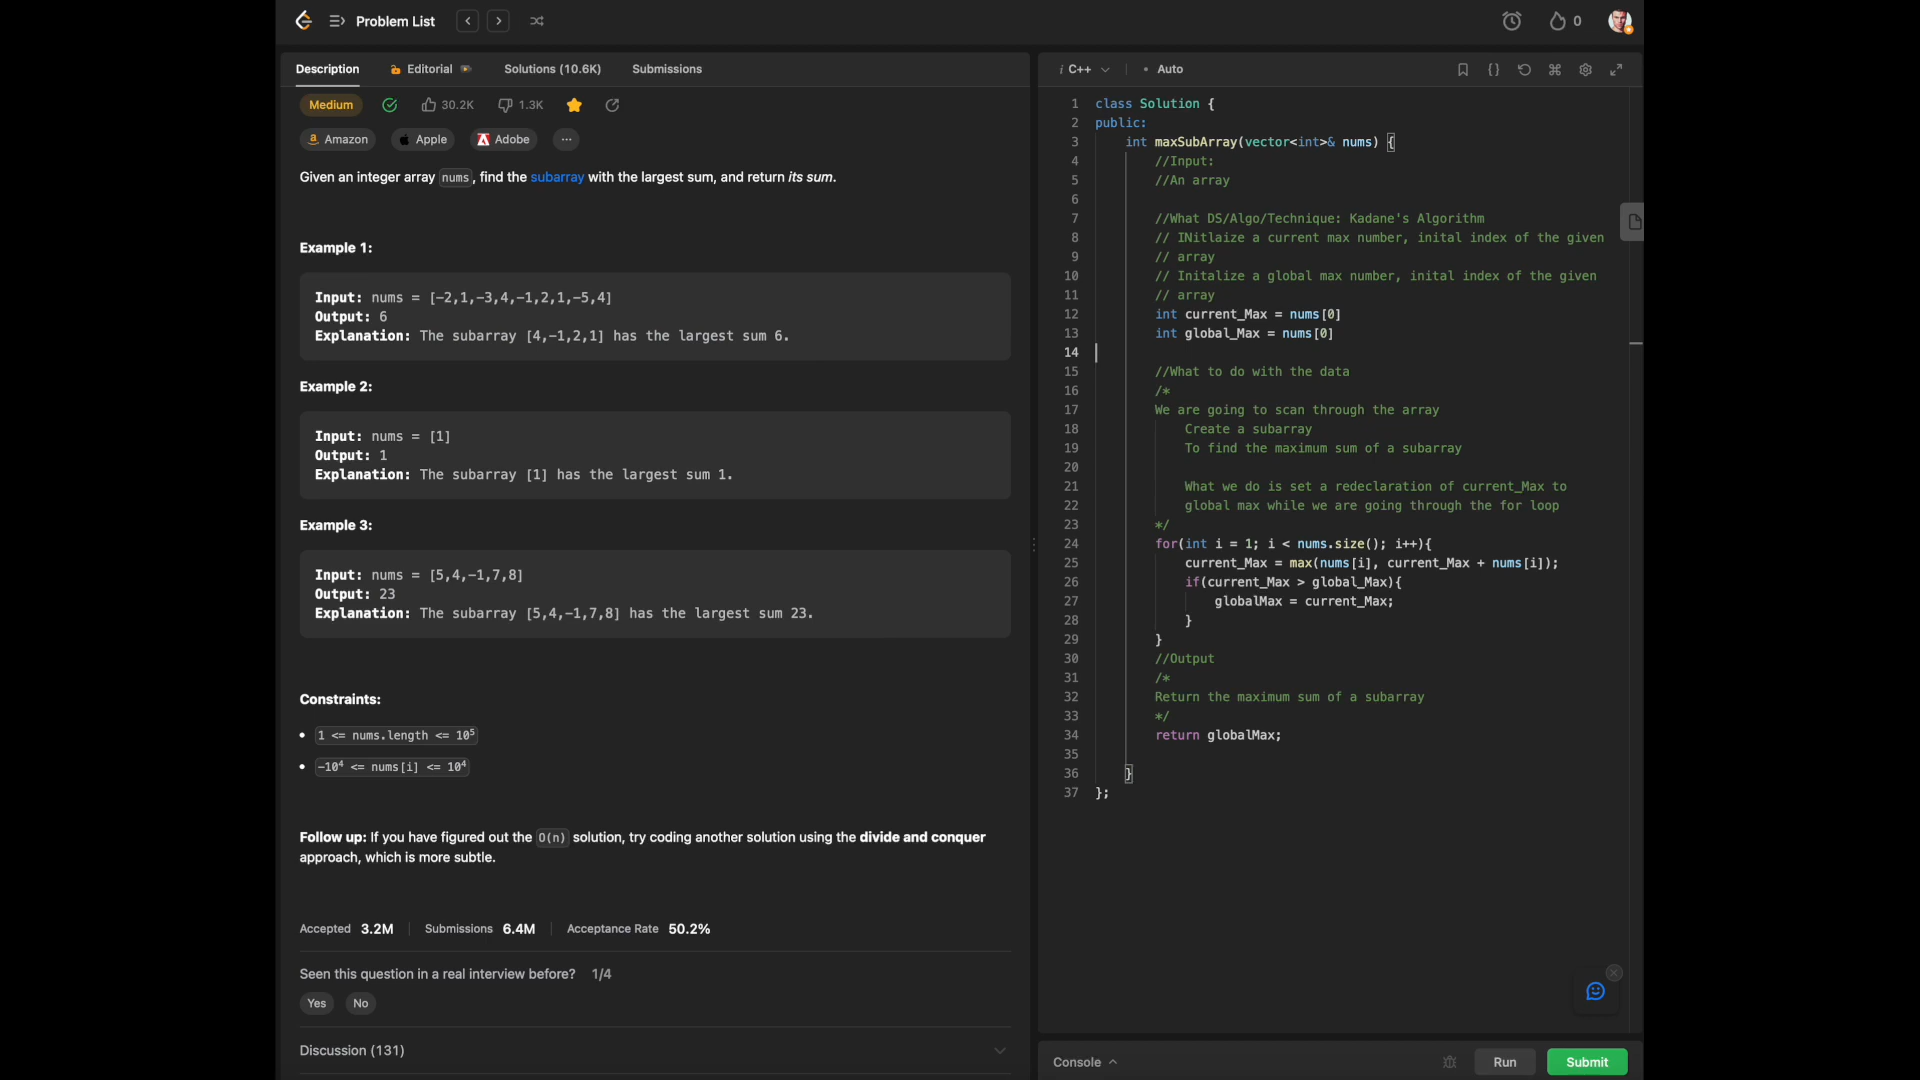 Problem List
0
Description Editorial Solutions (10.6K) Submissions
Medium 30.2K 1.3K
Amazon Apple Adobe ...
Given an integer array nums, find the subarray with the largest sum, and return its sum.
Example 1:
Input: nums = [-2,1,-3,4,-1,2,1,-5,4]
Output: 6
Explanation: The subarray [4,-1,2,1] has the largest sum 6.
Example 2:
Input: nums = [1]
Output: 1
Explanation: The subarray [1] has the largest sum 1.
Example 3:
Input: nums = [5,4,-1,7,8]
Output: 23
Explanation: The subarray [5,4,-1,7,8] has the largest sum 23.
Constraints:
• 1 <= nums.length <= 10⁵
• -10⁴ <= nums[i] <= 10⁴
Follow up: If you have figured out the O(n) solution, try coding another solution using the divide and conquer
approach, which is more subtle.
Accepted 3.2M | Submissions 6.4M | Acceptance Rate 50.2%
Seen this question in a real interview before? 1/4
Yes No
Discussion (131)
i C++ | • Auto
1 class Solution {
2 public:
3     int maxSubArray(vector<int>& nums) {
4         //Input:
5         //An array
6
7         //What DS/Algo/Technique: Kadane's Algorithm
8         // INitlaize a current max number, inital index of the given
9         // array
10         // Initalize a global max number, inital index of the given
11         // array
12         int current_Max = nums[0]
13         int global_Max = nums[0]
14
15         //What to do with the data
16         /*
17         We are going to scan through the array
18             Create a subarray
19             To find the maximum sum of a subarray
20
21             What we do is set a redeclaration of current_Max to
22             global max while we are going through the for loop
23         */
24         for(int i = 1; i < nums.size(); i++){
25             current_Max = max(nums[i], current_Max + nums[i]);
26             if(current_Max > global_Max){
27                 globalMax = current_Max;
28             }
29         }
30         //Output
31         /*
32         Return the maximum sum of a subarray
33         */
34         return globalMax;
35
36     }
37 };
Console Run Submit